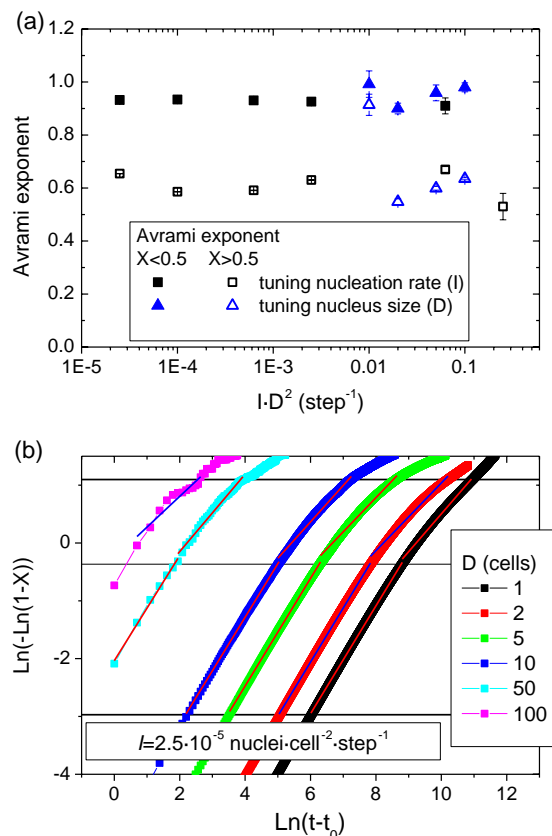 (a)
1.2
1.0
0.8
0.6
0.4
0.2
0.0
Avrami exponent
Avrami exponent
X<0.5 X>0.5
tuning nucleation rate (I)
tuning nucleus size (D)
1E-5 1E-4 1E-3 0.01 0.1
I·D² (step⁻¹)
(b)
0
-2
-4
Ln(-Ln(1-X))
D (cells)
1
2
5
10
50
100
I=2.5·10⁻⁵ nuclei·cell⁻²·step⁻¹
0 2 4 6 8 10 12
Ln(t-t₀)